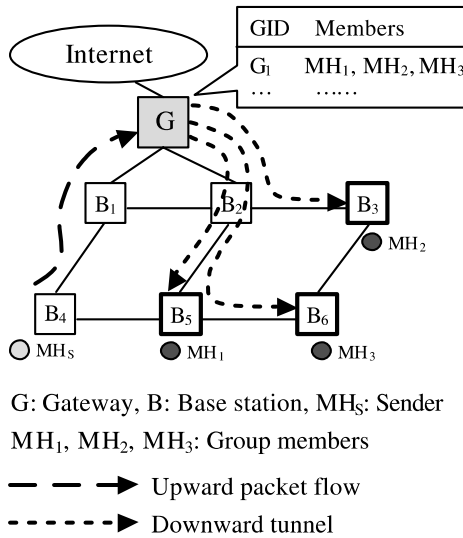 GID Members
Internet
G₁ MH₁, MH₂, MH₃
... ......
G
B₁ B₂ B₃
MH₂
B₄ B₅ B₆
MHₛ MH₁ MH₃
G: Gateway, B: Base station, MHₛ: Sender
MH₁, MH₂, MH₃: Group members
Upward packet flow
Downward tunnel